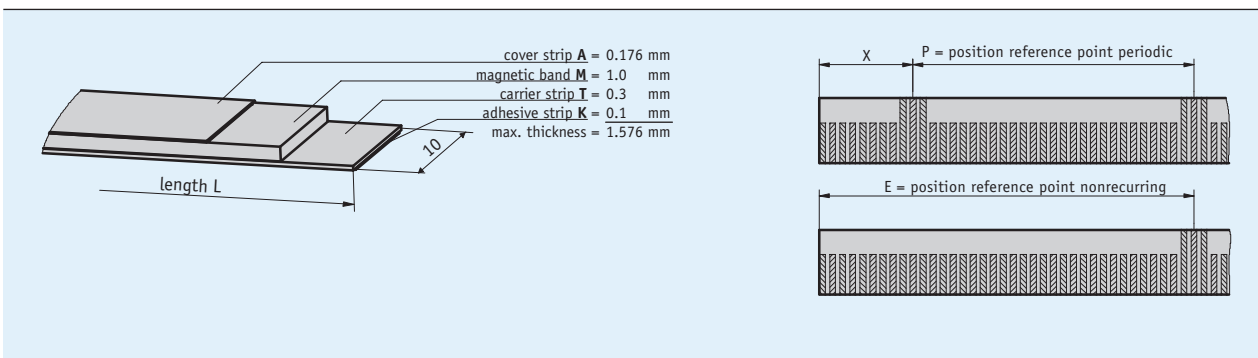 cover strip A = 0.176 mm
magnetic band M = 1.0 mm
carrier strip T = 0.3 mm
adhesive strip K = 0.1 mm
max. thickness = 1.576 mm
10
length L
X
P = position reference point periodic
E = position reference point nonrecurring